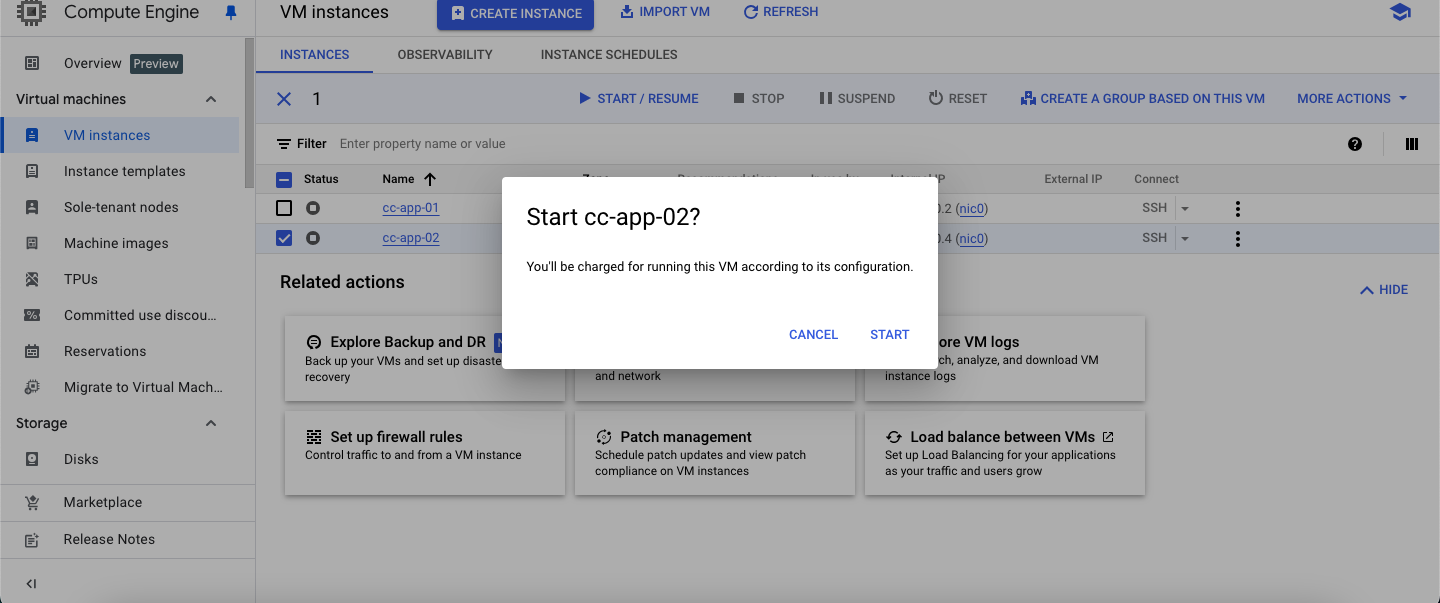 Compute Engine
VM instances
CREATE INSTANCE
IMPORT VM
REFRESH
Overview
Preview
Virtual machines
VM instances
Instance templates
Sole-tenant nodes
Machine images
TPUs
Committed use discou...
Reservations
Migrate to Virtual Mach...
Storage
Disks
Marketplace
Release Notes
INSTANCES
OBSERVABILITY
INSTANCE SCHEDULES
1
START / RESUME
STOP
SUSPEND
RESET
CREATE A GROUP BASED ON THIS VM
MORE ACTIONS
Filter
Enter property name or value
Status
Name
External IP
Connect
cc-app-01
0.2 (nic0)
SSH
cc-app-02
0.4 (nic0)
SSH
Start cc-app-02?
You'll be charged for running this VM according to its configuration.
CANCEL
START
Related actions
HIDE
Explore Backup and DR
Back up your VMs and set up disaste
recovery
and network
ore VM logs
ch, analyze, and download VM
instance logs
Set up firewall rules
Control traffic to and from a VM instance
Patch management
Schedule patch updates and view patch
compliance on VM instances
Load balance between VMs
Set up Load Balancing for your applications
as your traffic and users grow